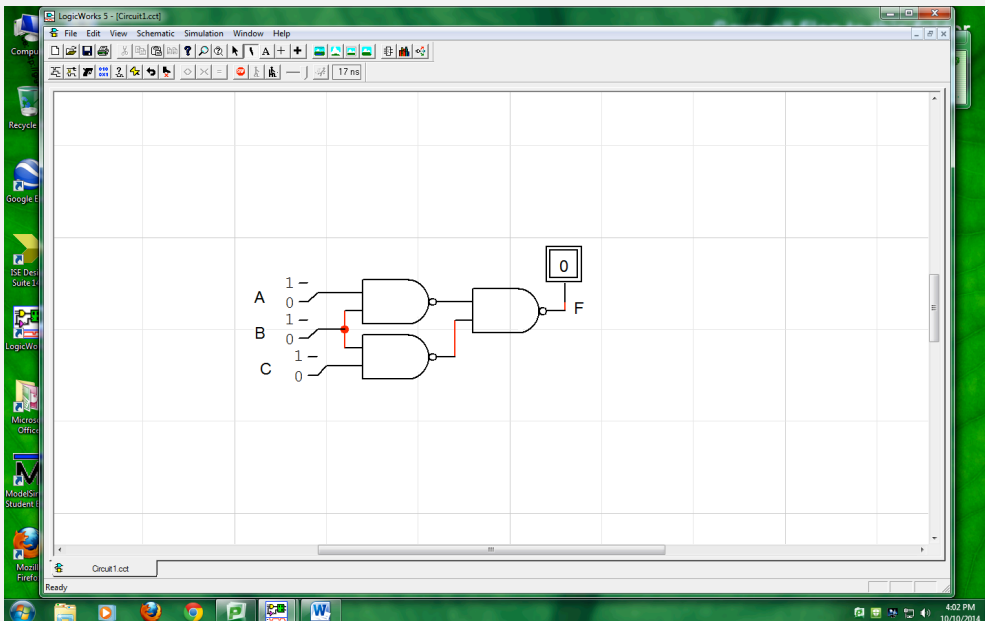 LogicWorks 5 - [Circuit1.cct]
File Edit View Schematic Simulation Window Help
A
17 ns
Compu
Recycle
Google E
ISE Desi
Suite 14
LogicWo
Micros
Office
ModelSim
Student E
Mozill
Firefo
0
1
A 0
F
1
B 0
1
C 0
Circuit1.cct
Ready
4:02 PM
10/10/2014